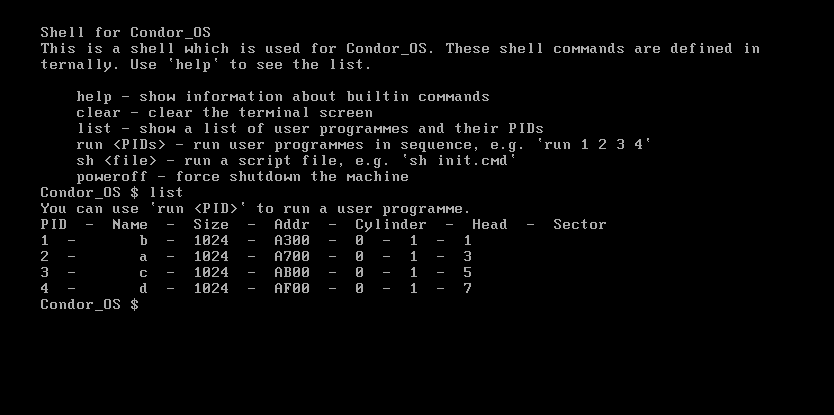 Shell for Condor_OS
This is a shell which is used for Condor_OS. These shell commands are defined in
ternally. Use `help` to see the list.
help - show information about builtin commands
clear - clear the terminal screen
list - show a list of user programmes and their PIDs
run <PIDs> - run user programmes in sequence, e.g. `run 1 2 3 4`
sh <file> - run a script file, e.g. `sh init.cmd`
poweroff - force shutdown the machine
Condor_OS $ list
You can use `run <PID>` to run a user programme.
PID - Name - Size - Addr - Cylinder - Head - Sector
1 - b - 1024 - A300 - 0 - 1 - 1
2 - a - 1024 - A700 - 0 - 1 - 3
3 - c - 1024 - AB00 - 0 - 1 - 5
4 - d - 1024 - AF00 - 0 - 1 - 7
Condor_OS $